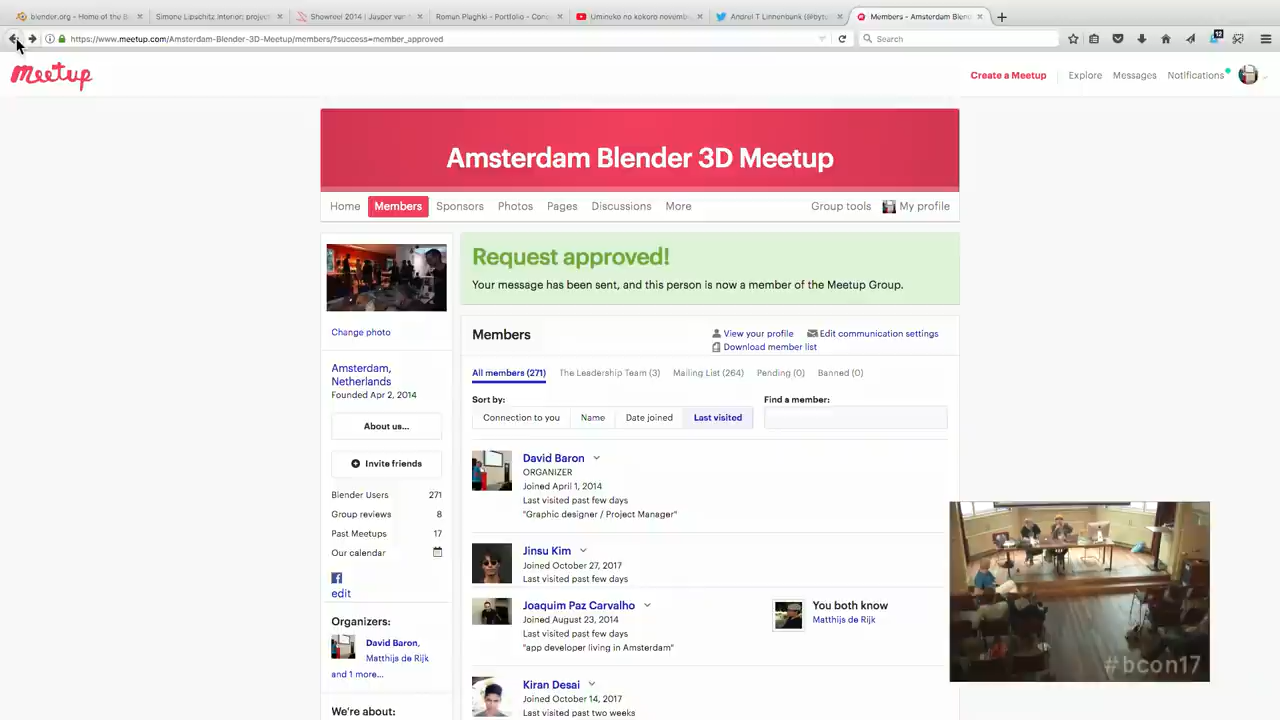 blender.org - Home of the B
Simone Lipschitz Interior: project
Showreel 2014 | Jasper van
Romun Plaghki - Portfolio - Conc
Umineko no kokoro novemb
Andrei T Linnenbunk (@bytu
Members - Amsterdam Blend
https://www.meetup.com/Amsterdam-Blender-3D-Meetup/members/?success=member_approved
Search
12
Meetup
Create a Meetup
Explore
Messages
Notifications
Amsterdam Blender 3D Meetup
Home
Members
Sponsors
Photos
Pages
Discussions
More
Group tools
My profile
Change photo
Amsterdam,
Netherlands
Founded Apr 2, 2014
About us...
Invite friends
Blender Users 271
Group reviews 8
Past Meetups 17
Our calendar
edit
Organizers:
David Baron,
Matthijs de Rijk
and 1 more...
We're about:
Request approved!
Your message has been sent, and this person is now a member of the Meetup Group.
Members
View your profile
Edit communication settings
Download member list
All members (271)
The Leadership Team (3)
Mailing List (264)
Pending (0)
Banned (0)
Sort by:
Connection to you
Name
Date joined
Last visited
Find a member:
David Baron
ORGANIZER
Joined April 1, 2014
Last visited past few days
"Graphic designer / Project Manager"
Jinsu Kim
Joined October 27, 2017
Last visited past few days
Joaquim Paz Carvalho
Joined August 23, 2014
Last visited past few days
"app developer living in Amsterdam"
You both know
Matthijs de Rijk
Kiran Desai
Joined October 14, 2017
Last visited past two weeks
#bcon17